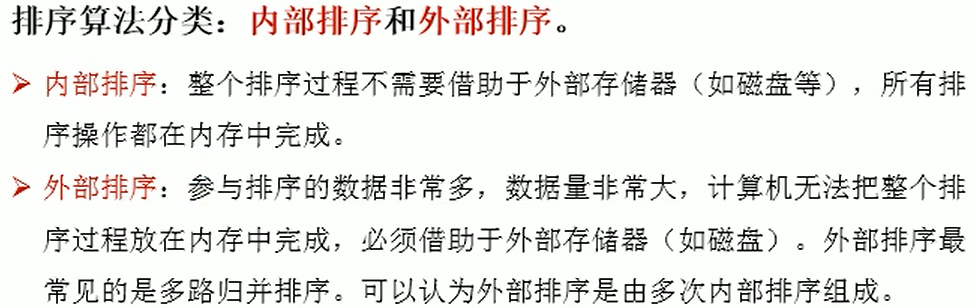 排序算法分类：内部排序和外部排序。
➢ 内部排序：整个排序过程不需要借助于外部存储器（如磁盘等），所有排
序操作都在内存中完成。
➢ 外部排序：参与排序的数据非常多，数据量非常大，计算机无法把整个排
序过程放在内存中完成，必须借助于外部存储器（如磁盘）。外部排序最
常见的是多路归并排序。可以认为外部排序是由多次内部排序组成。